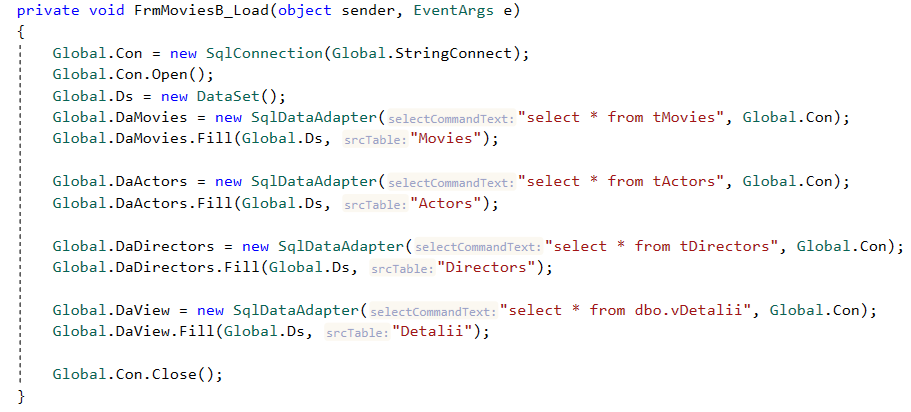 private void FrmMoviesB_Load(object sender, EventArgs e)
{
Global.Con = new SqlConnection(Global.StringConnect);
Global.Con.Open();
Global.Ds = new DataSet();
Global.DaMovies = new SqlDataAdapter(selectCommandText:"select * from tMovies", Global.Con);
Global.DaMovies.Fill(Global.Ds, srcTable:"Movies");
Global.DaActors = new SqlDataAdapter(selectCommandText:"select * from tActors", Global.Con);
Global.DaActors.Fill(Global.Ds, srcTable:"Actors");
Global.DaDirectors = new SqlDataAdapter(selectCommandText:"select * from tDirectors", Global.Con);
Global.DaDirectors.Fill(Global.Ds, srcTable:"Directors");
Global.DaView = new SqlDataAdapter(selectCommandText:"select * from dbo.vDetalii", Global.Con);
Global.DaView.Fill(Global.Ds, srcTable:"Detalii");
Global.Con.Close();
}